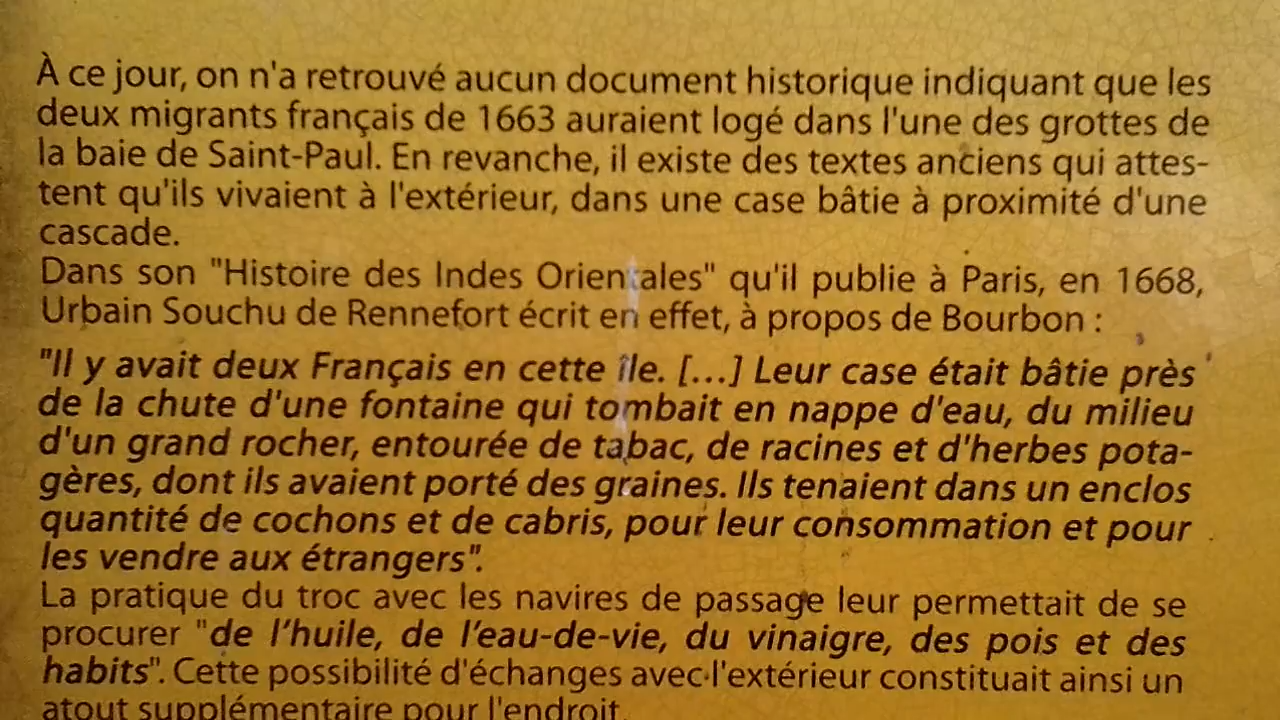 À ce jour, on n'a retrouvé aucun document historique indiquant que les
deux migrants français de 1663 auraient logé dans l'une des grottes de
la baie de Saint-Paul. En revanche, il existe des textes anciens qui attes-
tent qu'ils vivaient à l'extérieur, dans une case bâtie à proximité d'une
cascade.
Dans son "Histoire des Indes Orientales" qu'il publie à Paris, en 1668,
Urbain Souchu de Rennefort écrit en effet, à propos de Bourbon :
"Il y avait deux Français en cette île. [...] Leur case était bâtie près
de la chute d'une fontaine qui tombait en nappe d'eau, du milieu
d'un grand rocher, entourée de tabac, de racines et d'herbes pota-
gères, dont ils avaient porté des graines. Ils tenaient dans un enclos
quantité de cochons et de cabris, pour leur consommation et pour
les vendre aux étrangers".
La pratique du troc avec les navires de passage leur permettait de se
procurer "de l'huile, de l'eau-de-vie, du vinaigre, des pois et des
habits". Cette possibilité d'échanges avec l'extérieur constituait ainsi un
atout supplémentaire pour l'endroit.